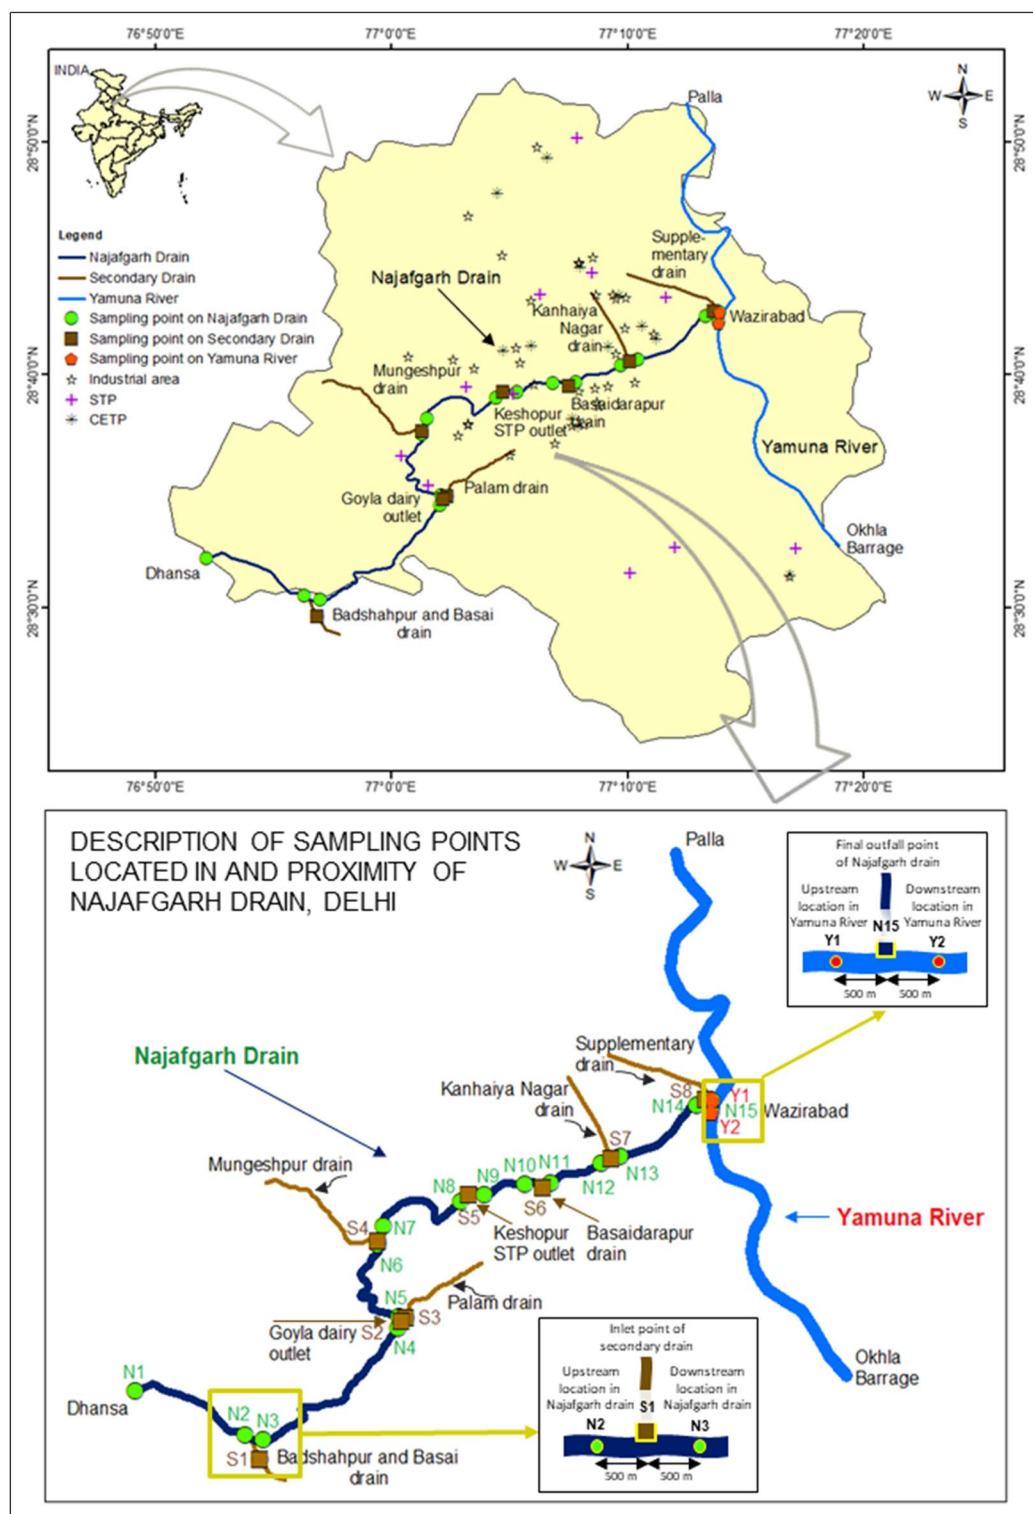 76°50'0"E
77°0'0"E
77°10'0"E
77°20'0"E
INDIA
N
W E
S
Palla
28°50'0"N
28°50'0"N
Legend
Najafgarh Drain
Secondary Drain
Yamuna River
Sampling point on Najafgarh Drain
Sampling point on Secondary Drain
Sampling point on Yamuna River
Industrial area
STP
CETP
Supple-
mentary
drain
Najafgarh Drain
Kanhaiya
Nagar
drain
Wazirabad
28°40'0"N
28°40'0"N
Mungeshpur
drain
Keshopur
STP outlet
Basaidarapur
drain
Yamuna River
Goyla dairy
outlet
Palam drain
Okhla
Barrage
Dhansa
28°30'0"N
28°30'0"N
Badshahpur and Basai
drain
76°50'0"E
77°0'0"E
77°10'0"E
77°20'0"E
DESCRIPTION OF SAMPLING POINTS
LOCATED IN AND PROXIMITY OF
NAJAFGARH DRAIN, DELHI
N
W E
S
Palla
Final outfall point
of Najafgarh drain
Upstream
location in
Yamuna River
Downstream
location in
Yamuna River
N15
Y1
Y2
500 m
500 m
Najafgarh Drain
Supplementary
drain
Kanhaiya Nagar
drain
S8
N14
Y1
N15
Y2
Wazirabad
S7
N13
N12
N11
N10
N9
N8
S6
S5
Mungeshpur drain
Keshopur
STP outlet
Basaidarapur
drain
Yamuna River
S4
N7
N6
N5
S3
S2
N4
Palam drain
Goyla dairy
outlet
Okhla
Barrage
Inlet point of
secondary drain
Upstream
location in
Najafgarh drain
Downstream
location in
Najafgarh drain
S1
N2
N3
500 m
500 m
N1
Dhansa
N2
N3
S1
Badshahpur and Basai
drain